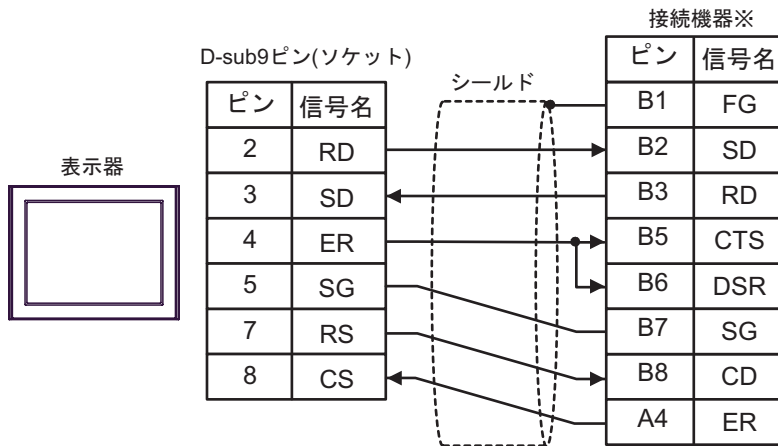 接続機器※
D-sub9ピン(ソケット)
シールド
表示器
ピン 信号名
2 RD
3 SD
4 ER
5 SG
7 RS
8 CS
ピン 信号名
B1 FG
B2 SD
B3 RD
B5 CTS
B6 DSR
B7 SG
B8 CD
A4 ER